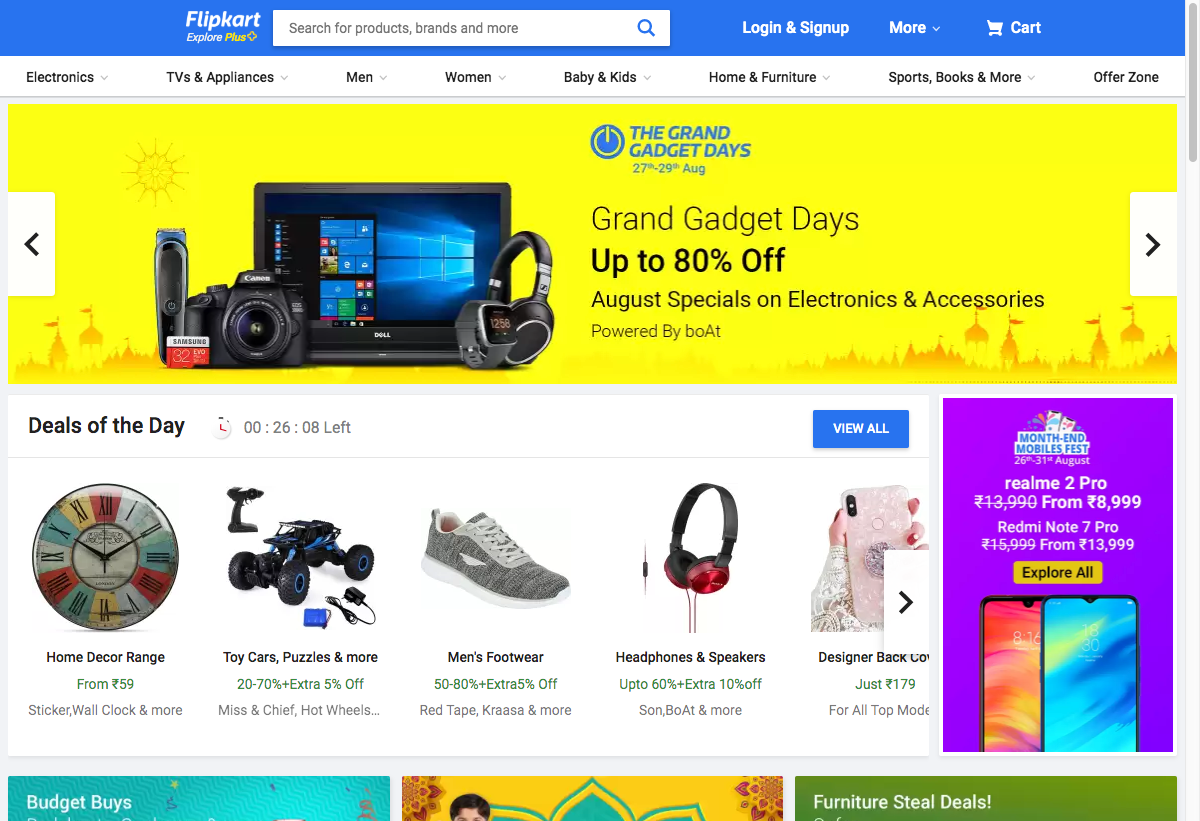 Flipkart
Explore Plus
Search for products, brands and more
Login & Signup
More
Cart
Electronics
TVs & Appliances
Men
Women
Baby & Kids
Home & Furniture
Sports, Books & More
Offer Zone
THE GRAND
GADGET DAYS
27th-29th Aug
Grand Gadget Days
Up to 80% Off
August Specials on Electronics & Accessories
Powered By boAt
Canon
DELL
SAMSUNG
32 EVO
12:58
Deals of the Day
00 : 26 : 08 Left
VIEW ALL
Home Decor Range
From ₹59
Sticker,Wall Clock & more
Toy Cars, Puzzles & more
20-70%+Extra 5% Off
Miss & Chief, Hot Wheels...
Men's Footwear
50-80%+Extra5% Off
Red Tape, Kraasa & more
Headphones & Speakers
Upto 60%+Extra 10%off
Son,BoAt & more
Designer Back Cov
Just ₹179
For All Top Mode
MONTH-END
MOBILES FEST
26th-31st August
realme 2 Pro
₹13,990 From ₹8,999
Redmi Note 7 Pro
₹15,999 From ₹13,999
Explore All
8:16
18
30
Budget Buys
Furniture Steal Deals!